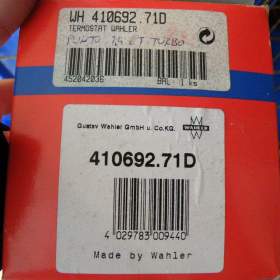 WH 410692.71D
TERMOSTAT WAHLER
PUNTO 1,4 GT TURBO
452042036
BAL. 1 ks
Gustav Wahler GmbH u. Co.KG.
WAHLER
410692.71D
4 029783 009440
Made by Wahler